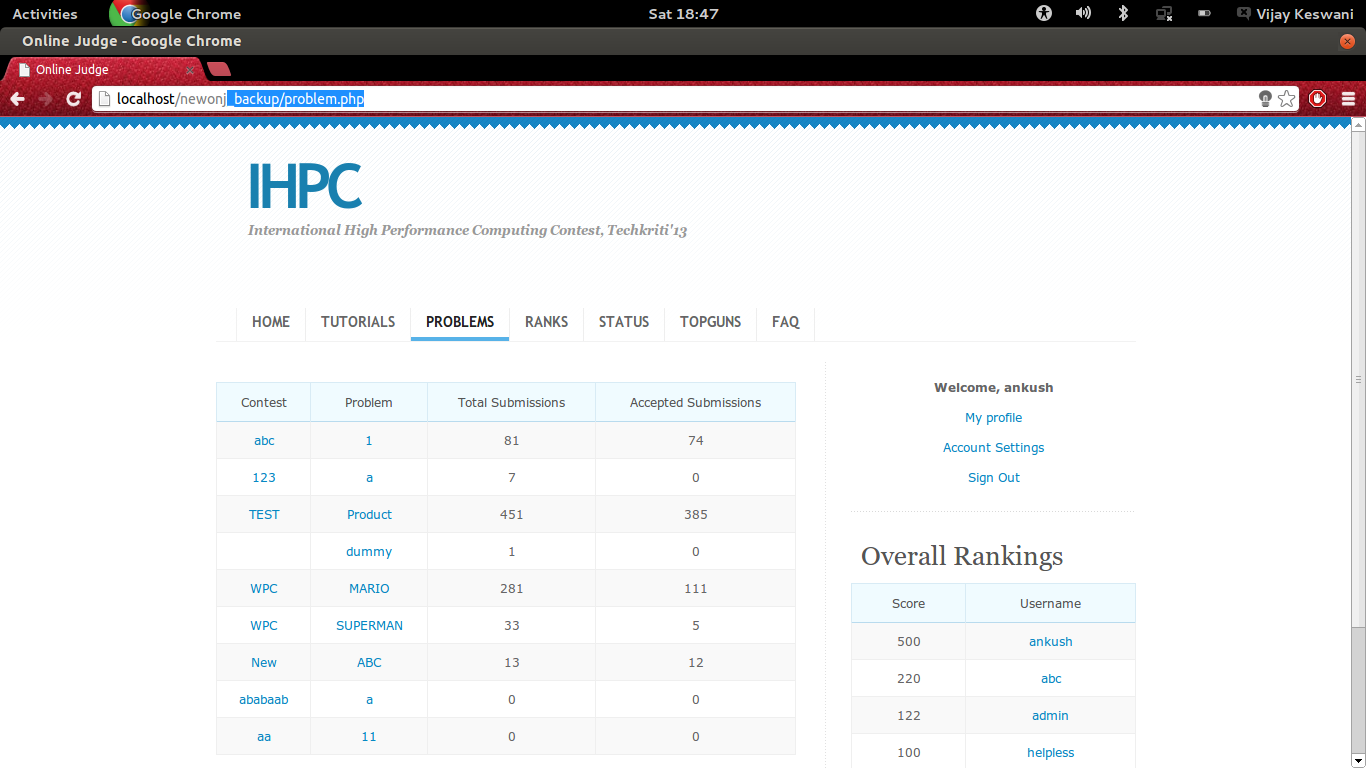 Activities Google Chrome Sat 18:47 Vijay Keswani
Online Judge - Google Chrome
Online Judge
localhost/newonj_backup/problem.php
IHPC
International High Performance Computing Contest, Techkriti'13
HOME TUTORIALS PROBLEMS RANKS STATUS TOPGUNS FAQ
Contest Problem Total Submissions Accepted Submissions
abc 1 81 74
123 a 7 0
TEST Product 451 385
dummy 1 0
WPC MARIO 281 111
WPC SUPERMAN 33 5
New ABC 13 12
ababaab a 0 0
aa 11 0 0
Welcome, ankush
My profile
Account Settings
Sign Out
Overall Rankings
Score Username
500 ankush
220 abc
122 admin
100 helpless